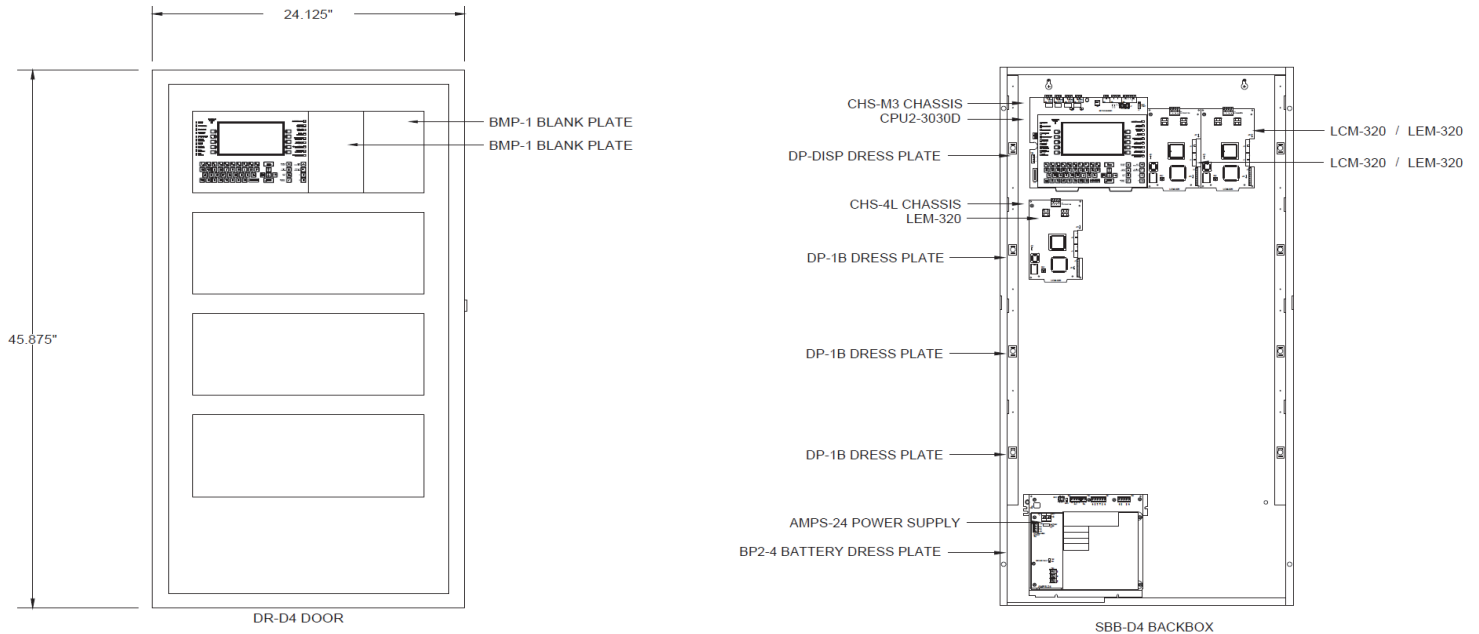 24.125"
45.875"
BMP-1 BLANK PLATE
BMP-1 BLANK PLATE
DR-D4 DOOR
CHS-M3 CHASSIS
CPU2-3030D
DP-DISP DRESS PLATE
CHS-4L CHASSIS
LEM-320
DP-1B DRESS PLATE
DP-1B DRESS PLATE
DP-1B DRESS PLATE
AMPS-24 POWER SUPPLY
BP2-4 BATTERY DRESS PLATE
LCM-320 / LEM-320
LCM-320 / LEM-320
SBB-D4 BACKBOX